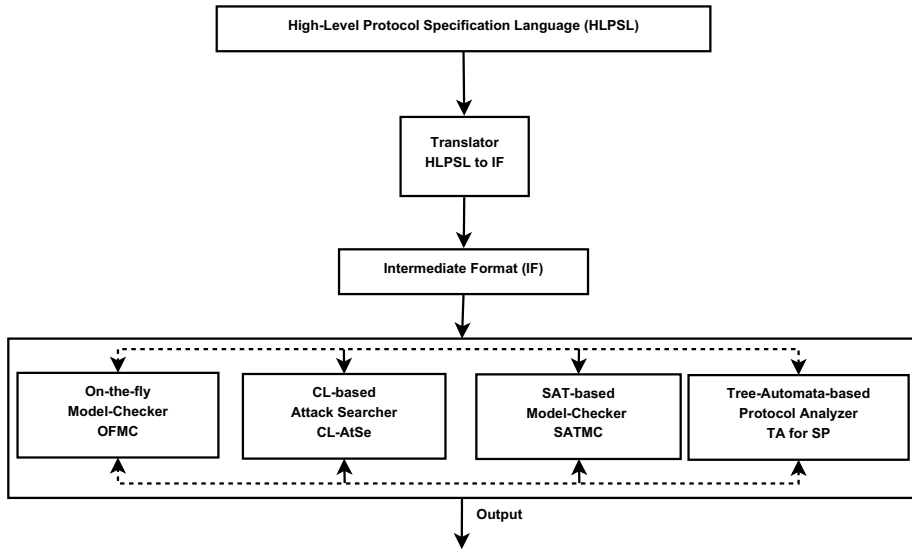 High-Level Protocol Specification Language (HLPSL)
Translator
HLPSL to IF
Intermediate Format (IF)
On-the-fly
Model-Checker
OFMC
CL-based
Attack Searcher
CL-AtSe
SAT-based
Model-Checker
SATMC
Tree-Automata-based
Protocol Analyzer
TA for SP
Output